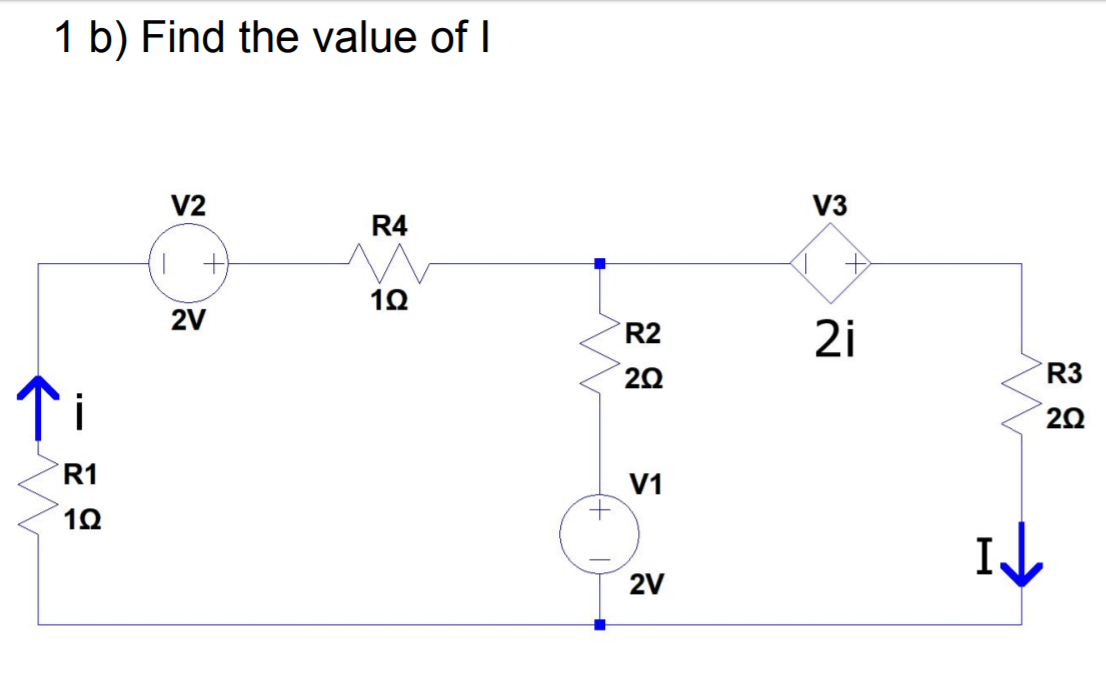 1 b) Find the value of I
V2
V3
R4
1Ω
2V
R2
2i
2Ω
R3
2Ω
i
R1
V1
1Ω
I
2V